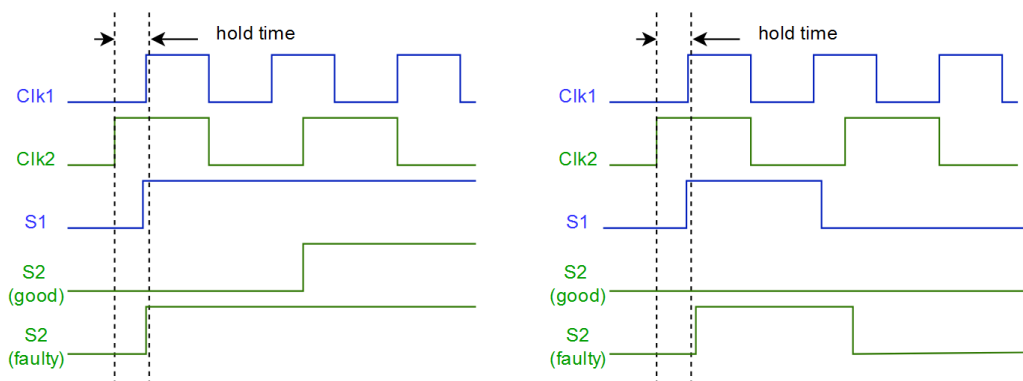 hold time
Clk1
Clk2
S1
S2
(good)
S2
(faulty)
hold time
Clk1
Clk2
S1
S2
(good)
S2
(faulty)